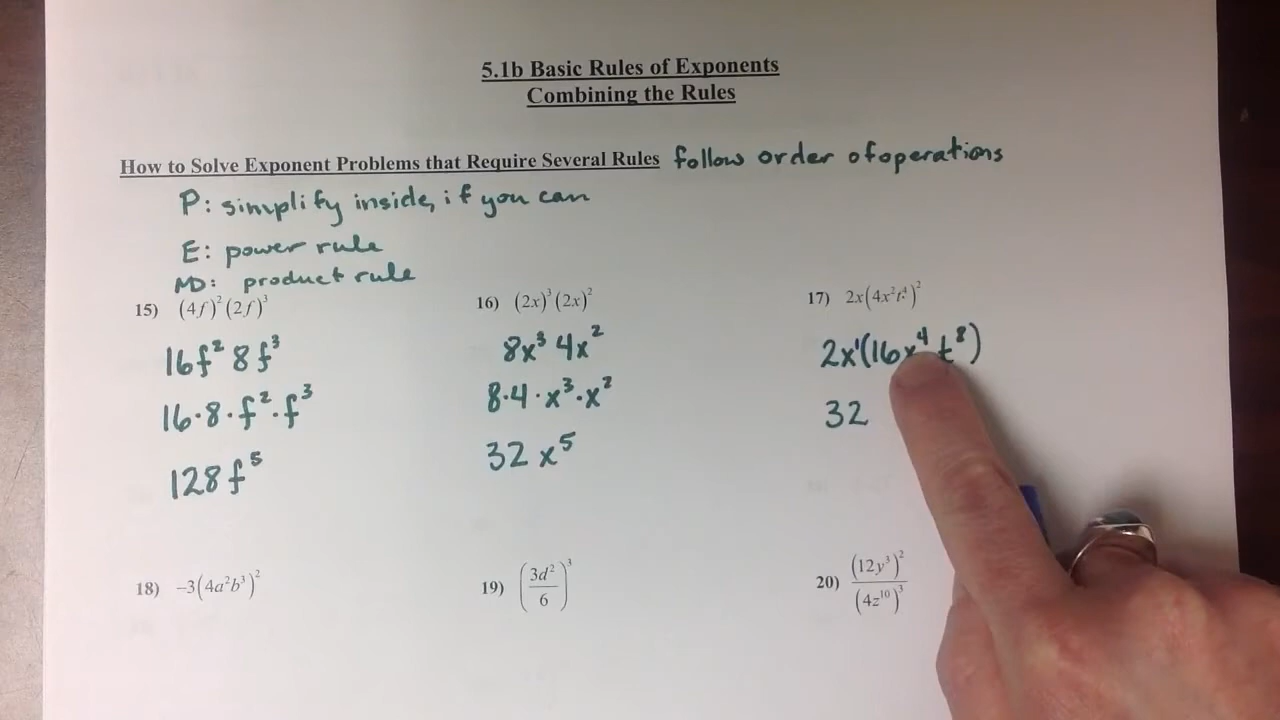 5.1b Basic Rules of Exponents
Combining the Rules
How to Solve Exponent Problems that Require Several Rules follow order of operations
P: simplify inside, if you can
E: power rule
MD: product rule
15) (4f)² (2f)³
16f² 8f³
16·8·f²·f³
128f⁵
16) (2x)³ (2x)²
8x³ 4x²
8·4·x³·x²
32x⁵
17) 2x(4x²t⁴)²
2x¹(16x⁴t⁸)
32
18) −3(4a²b³)²
19) (3d²/6)³
20) (12y³)²/(4z¹⁰)³